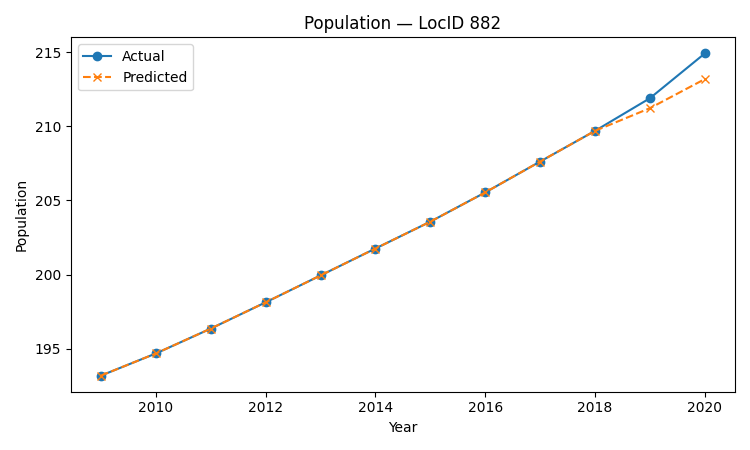 Population — LocID 882
Actual
Predicted
Population
215
210
205
200
195
2010 2012 2014 2016 2018 2020
Year